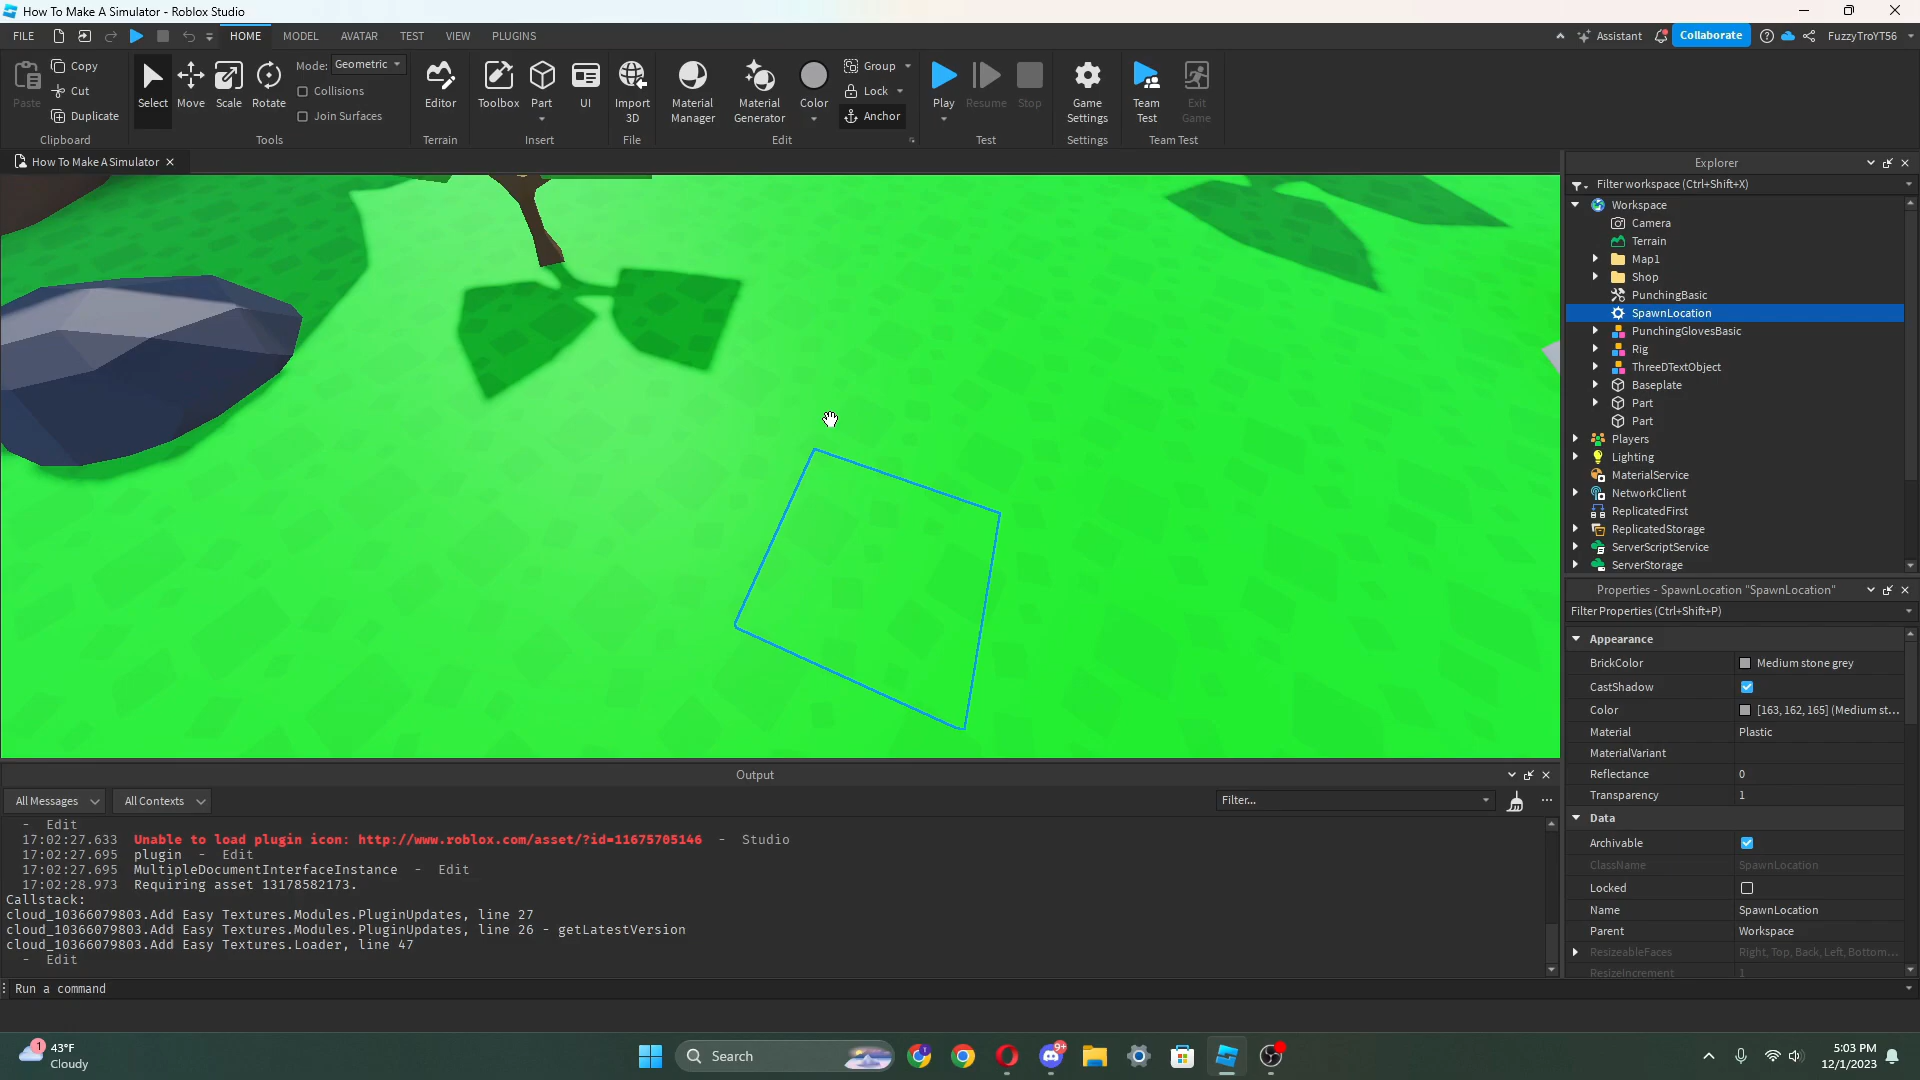 How To Make A Simulator - Roblox Studio
FILE HOME MODEL AVATAR TEST VIEW PLUGINS Assistant Collaborate FuzzyTroYT56
Paste
Copy
Cut
Duplicate
Clipboard
Select
Move
Scale
Rotate
Mode: Geometric
Collisions
Join Surfaces
Tools
Editor
Terrain
Toolbox
Part
UI
Insert
Import
3D
File
Material
Manager
Material
Generator
Color
Group
Lock
Anchor
Edit
Play
Resume
Stop
Test
Game
Settings
Settings
Team
Test
Exit
Game
Team Test
How To Make A Simulator
Explorer
Filter workspace (Ctrl+Shift+X)
Workspace
Camera
Terrain
Map1
Shop
PunchingBasic
SpawnLocation
PunchingGlovesBasic
Rig
ThreeDTextObject
Baseplate
Part
Part
Players
Lighting
MaterialService
NetworkClient
ReplicatedFirst
ReplicatedStorage
ServerScriptService
ServerStorage
Properties - SpawnLocation "SpawnLocation"
Filter Properties (Ctrl+Shift+P)
Appearance
BrickColor Medium stone grey
CastShadow
Color [163, 162, 165] (Medium st...
Material Plastic
MaterialVariant
Reflectance 0
Transparency 1
Data
Archivable
ClassName SpawnLocation
Locked
Name SpawnLocation
Parent Workspace
ResizeableFaces Right, Top, Back, Left, Bottom...
ResizeIncrement 1
Output
All Messages All Contexts Filter... ...
- Edit
17:02:27.633 Unable to load plugin icon: http://www.roblox.com/asset/?id=11675705146 - Studio
17:02:27.695 plugin - Edit
17:02:27.695 MultipleDocumentInterfaceInstance - Edit
17:02:28.973 Requiring asset 13178582173.
Callstack:
cloud_10366079803.Add Easy Textures.Modules.PluginUpdates, line 27
cloud_10366079803.Add Easy Textures.Modules.PluginUpdates, line 26 - getLatestVersion
cloud_10366079803.Add Easy Textures.Loader, line 47
- Edit
Run a command
1
43°F
Cloudy
Search
9+
5:03 PM
12/1/2023